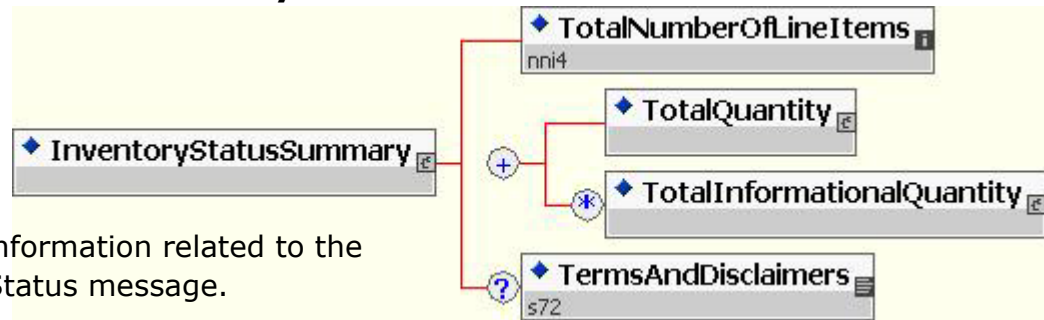 TotalNumberOfLineItems
nni4
TotalQuantity
InventoryStatusSummary
+
*
TotalInformationalQuantity
nformation related to the
Status message.
?
TermsAndDisclaimers
s72